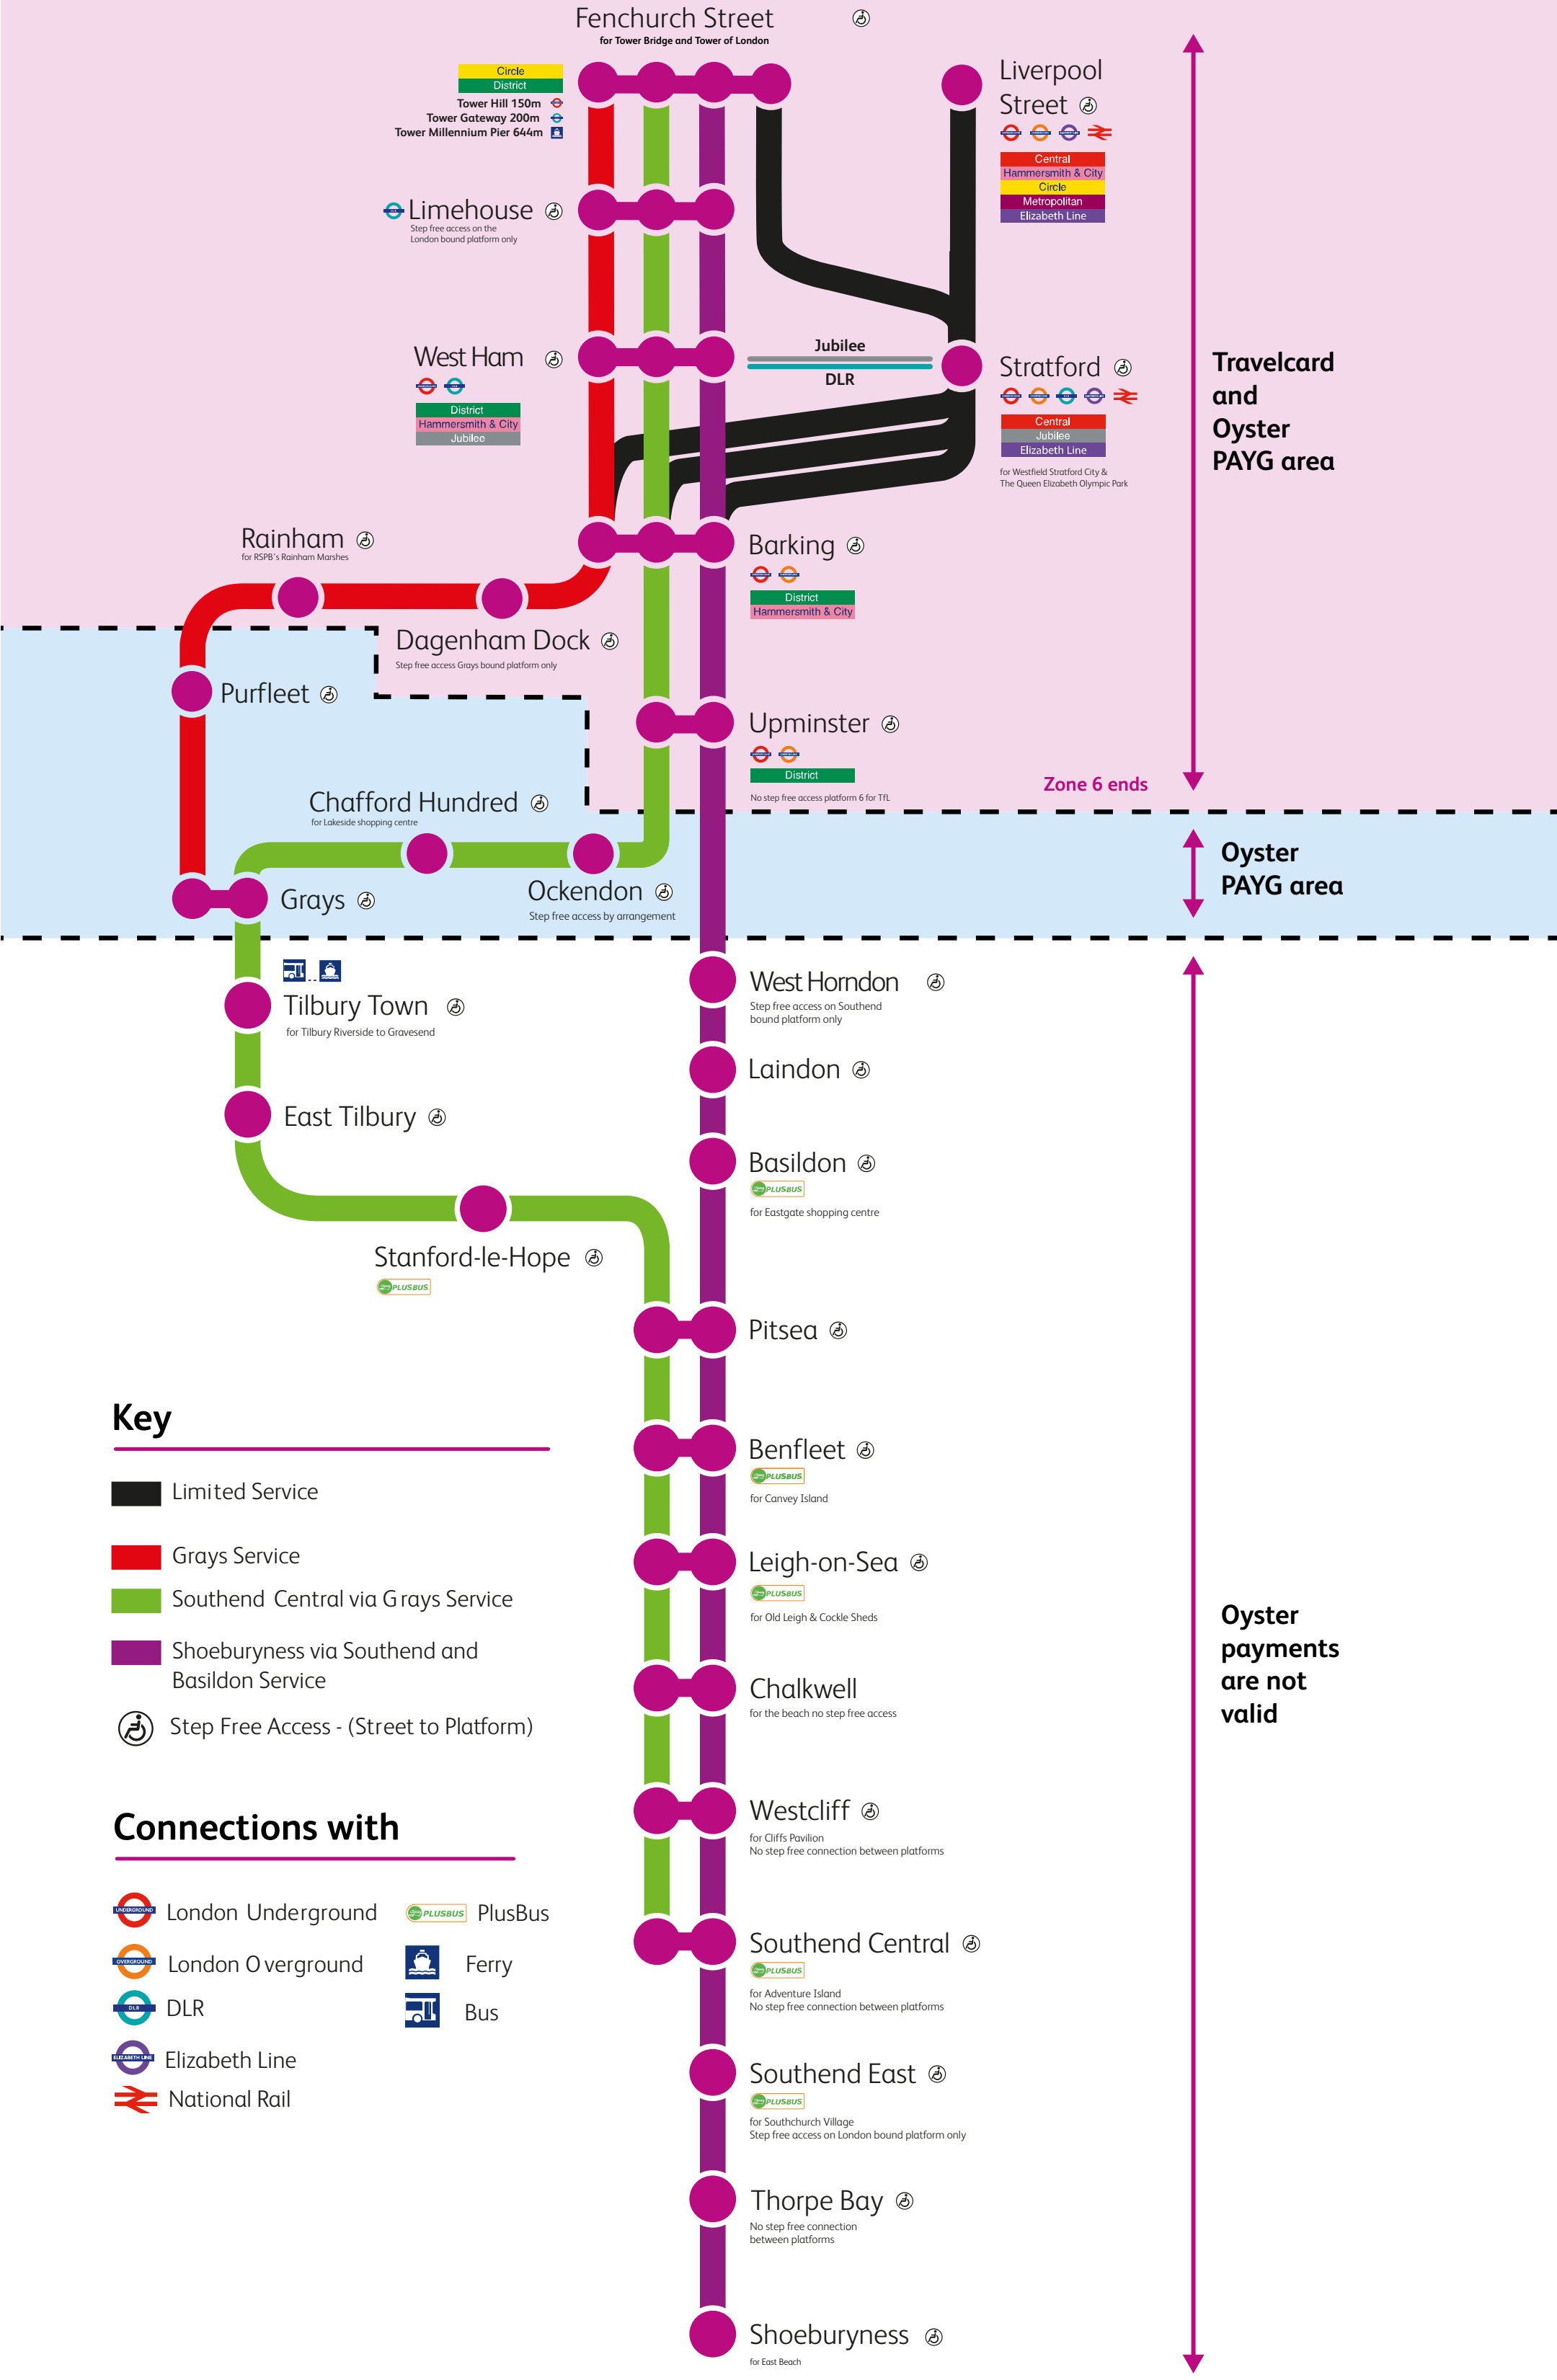 Fenchurch Street
for Tower Bridge and Tower of London
Circle
District
Tower Hill 150m
Tower Gateway 200m
Tower Millennium Pier 644m
Liverpool
Street
Central
Hammersmith & City
Circle
Metropolitan
Elizabeth Line
Limehouse
Step free access on the
London bound platform only
West Ham
District
Hammersmith & City
Jubilee
Jubilee
DLR
Stratford
Central
Jubilee
Elizabeth Line
for Westfield Stratford City &
The Queen Elizabeth Olympic Park
Travelcard
and
Oyster
PAYG area
Rainham
for RSPB's Rainham Marshes
Barking
District
Hammersmith & City
Dagenham Dock
Step free access Grays bound platform only
Purfleet
Upminster
District
No step free access platform 6 for TfL
Zone 6 ends
Chafford Hundred
for Lakeside shopping centre
Ockendon
Step free access by arrangement
Grays
Oyster
PAYG area
Tilbury Town
for Tilbury Riverside to Gravesend
West Horndon
Step free access on Southend
bound platform only
Laindon
East Tilbury
Basildon
PLUSBUS
for Eastgate shopping centre
Stanford-le-Hope
PLUSBUS
Pitsea
Benfleet
PLUSBUS
for Canvey Island
Leigh-on-Sea
PLUSBUS
for Old Leigh & Cockle Sheds
Chalkwell
for the beach no step free access
Westcliff
for Cliffs Pavilion
No step free connection between platforms
Southend Central
PLUSBUS
for Adventure Island
No step free connection between platforms
Southend East
PLUSBUS
for Southchurch Village
Step free access on London bound platform only
Thorpe Bay
No step free connection
between platforms
Shoeburyness
for East Beach
Oyster
payments
are not
valid
Key
Limited Service
Grays Service
Southend Central via Grays Service
Shoeburyness via Southend and
Basildon Service
Step Free Access - (Street to Platform)
Connections with
UNDERGROUND
London Underground
PLUSBUS
PlusBus
OVERGROUND
London Overground
Ferry
DLR
DLR
Bus
ELIZABETH LINE
Elizabeth Line
National Rail